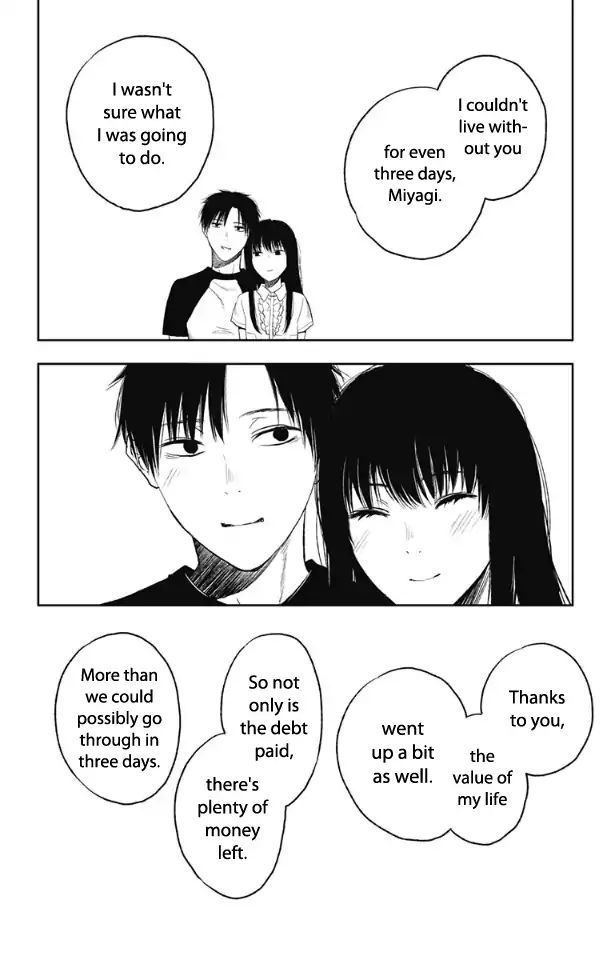 I couldn't
live with-
out you
for even
three days,
Miyagi.
I wasn't
sure what
I was going
to do.
Thanks
to you,
the
value of
my life
went
up a bit
as well.
So not
only is
the debt
paid,
there's
plenty of
money
left.
More than
we could
possibly go
through in
three days.